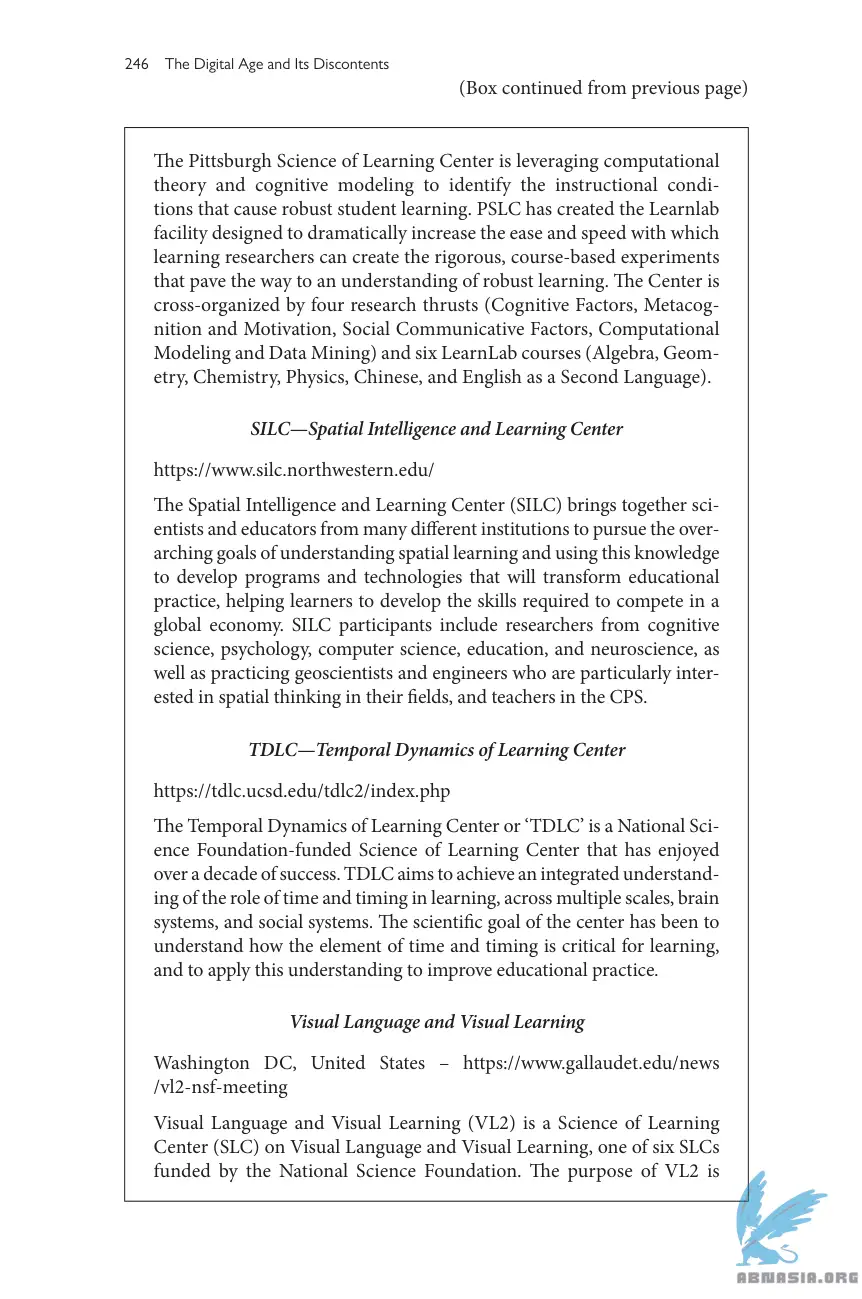 246 The Digital Age and Its Discontents
(Box continued from previous page)
The Pittsburgh Science of Learning Center is leveraging computational
theory and cognitive modeling to identify the instructional condi-
tions that cause robust student learning. PSLC has created the Learnlab
facility designed to dramatically increase the ease and speed with which
learning researchers can create the rigorous, course-based experiments
that pave the way to an understanding of robust learning. The Center is
cross-organized by four research thrusts (Cognitive Factors, Metacog-
nition and Motivation, Social Communicative Factors, Computational
Modeling and Data Mining) and six LearnLab courses (Algebra, Geom-
etry, Chemistry, Physics, Chinese, and English as a Second Language).
SILC—Spatial Intelligence and Learning Center
https://www.silc.northwestern.edu/
The Spatial Intelligence and Learning Center (SILC) brings together sci-
entists and educators from many different institutions to pursue the over-
arching goals of understanding spatial learning and using this knowledge
to develop programs and technologies that will transform educational
practice, helping learners to develop the skills required to compete in a
global economy. SILC participants include researchers from cognitive
science, psychology, computer science, education, and neuroscience, as
well as practicing geoscientists and engineers who are particularly inter-
ested in spatial thinking in their fields, and teachers in the CPS.
TDLC—Temporal Dynamics of Learning Center
https://tdlc.ucsd.edu/tdlc2/index.php
The Temporal Dynamics of Learning Center or ‘TDLC’ is a National Sci-
ence Foundation-funded Science of Learning Center that has enjoyed
over a decade of success. TDLC aims to achieve an integrated understand-
ing of the role of time and timing in learning, across multiple scales, brain
systems, and social systems. The scientific goal of the center has been to
understand how the element of time and timing is critical for learning,
and to apply this understanding to improve educational practice.
Visual Language and Visual Learning
Washington DC, United States – https://www.gallaudet.edu/news
/vl2-nsf-meeting
Visual Language and Visual Learning (VL2) is a Science of Learning
Center (SLC) on Visual Language and Visual Learning, one of six SLCs
funded by the National Science Foundation. The purpose of VL2 is
ABNASIA.ORG